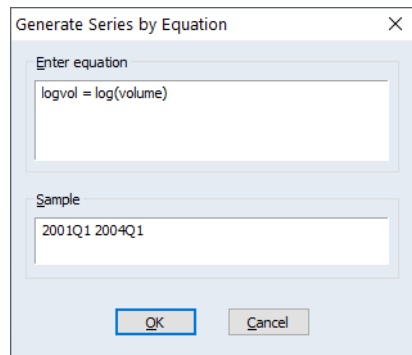 Generate Series by Equation
Enter equation
logvol = log(volume)
Sample
2001Q1 2004Q1
OK
Cancel